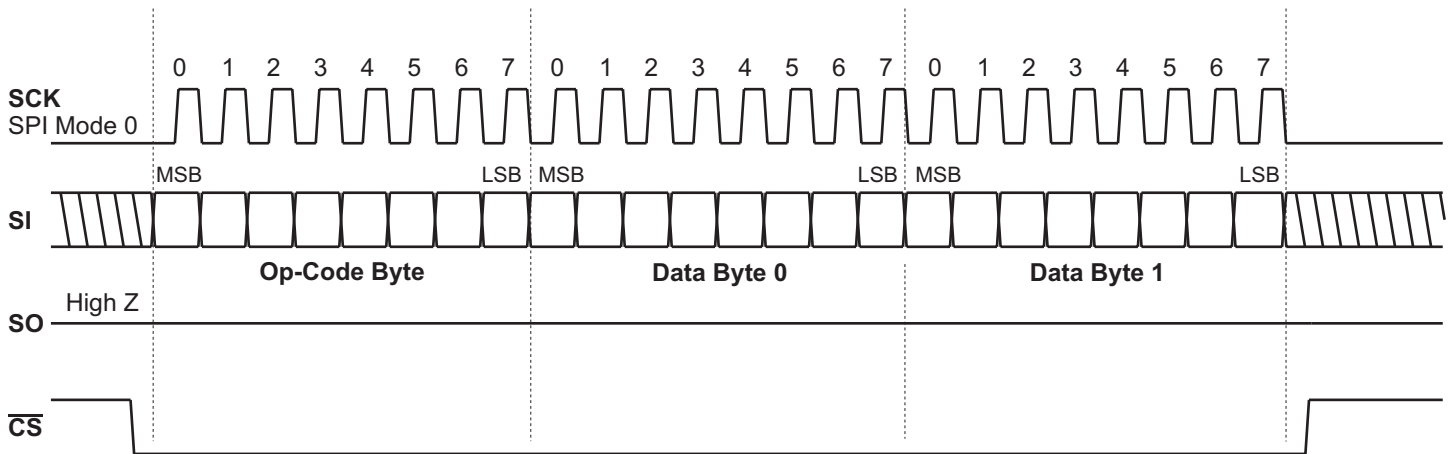 0 1 2 3 4 5 6 7 0 1 2 3 4 5 6 7 0 1 2 3 4 5 6 7
SCK
SPI Mode 0
MSB LSB MSB LSB MSB LSB
SI
Op-Code Byte Data Byte 0 Data Byte 1
High Z
SO
CS